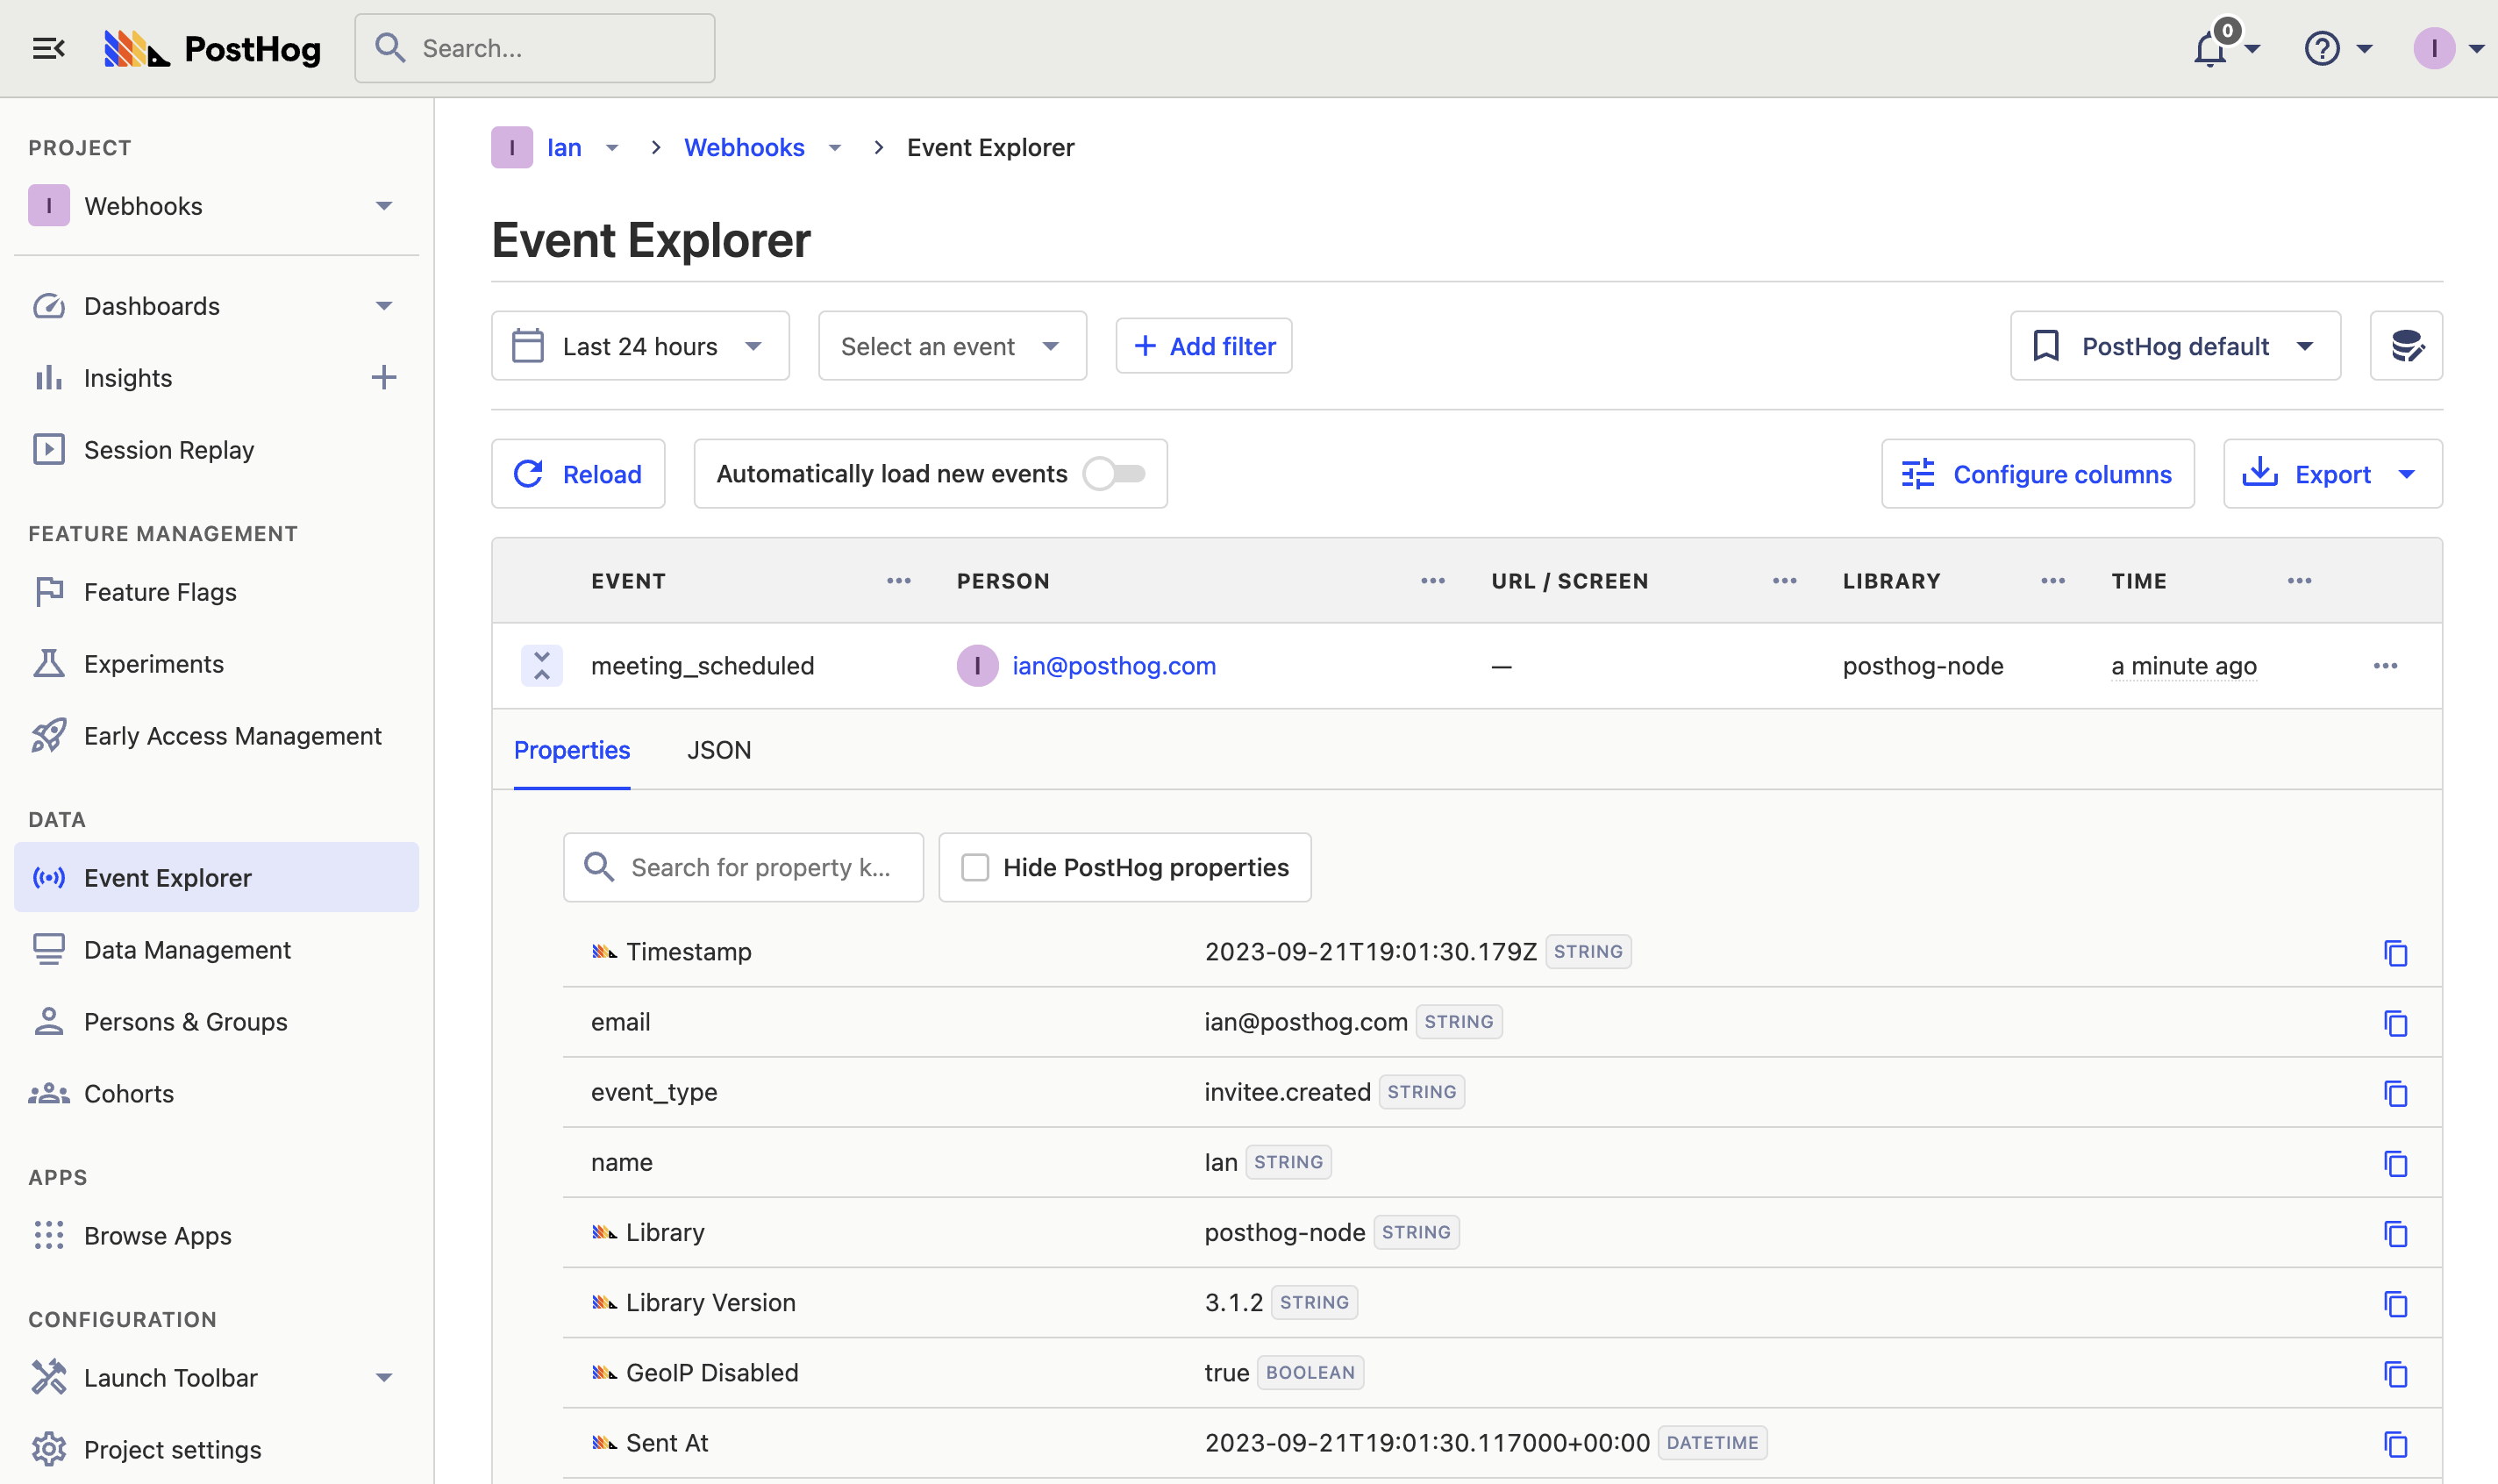 PostHog
Search...
0
I
PROJECT
I Webhooks
Dashboards
Insights
Session Replay
FEATURE MANAGEMENT
Feature Flags
Experiments
Early Access Management
DATA
Event Explorer
Data Management
Persons & Groups
Cohorts
APPS
Browse Apps
CONFIGURATION
Launch Toolbar
Project settings
I Ian > Webhooks > Event Explorer
Event Explorer
Last 24 hours Select an event + Add filter PostHog default
Reload Automatically load new events Configure columns Export
EVENT ... PERSON ... URL / SCREEN ... LIBRARY ... TIME ...
meeting_scheduled I ian@posthog.com — posthog-node a minute ago ...
Properties JSON
Search for property k... Hide PostHog properties
Timestamp 2023-09-21T19:01:30.179Z STRING
email ian@posthog.com STRING
event_type invitee.created STRING
name Ian STRING
Library posthog-node STRING
Library Version 3.1.2 STRING
GeoIP Disabled true BOOLEAN
Sent At 2023-09-21T19:01:30.117000+00:00 DATETIME